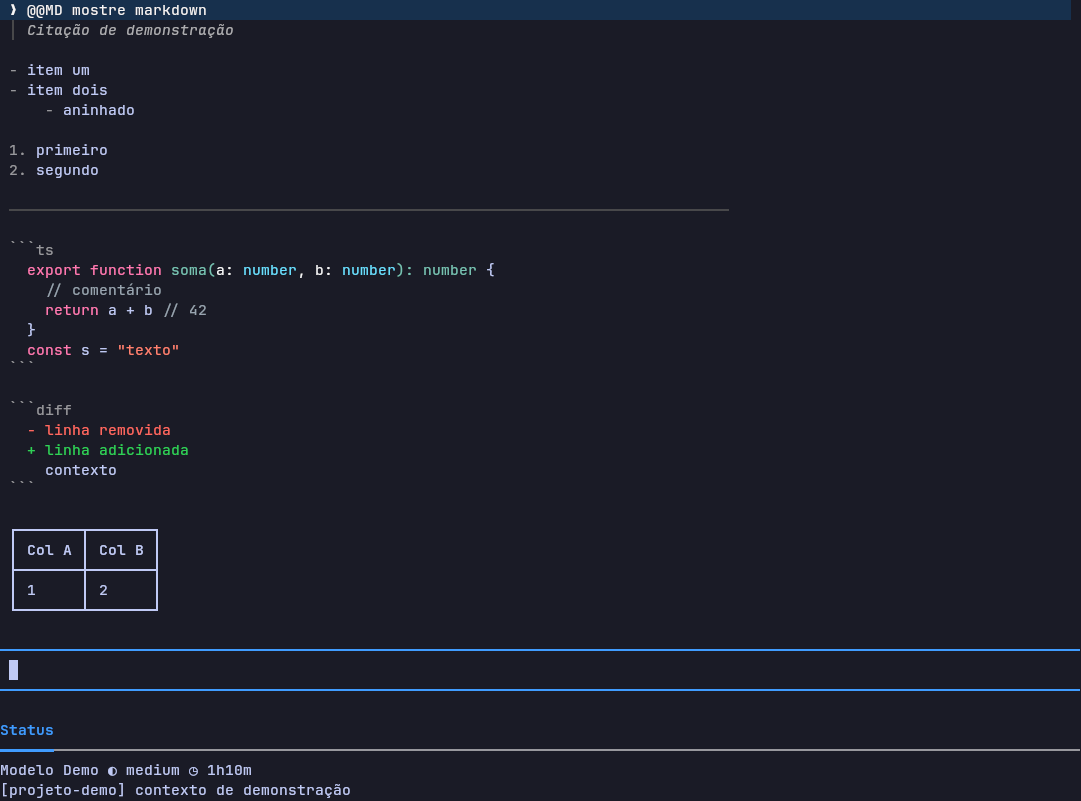 ❱ @@MD mostre markdown
Citação de demonstração
- item um
- item dois
    - aninhado
1. primeiro
2. segundo
```ts
  export function soma(a: number, b: number): number {
    // comentário
    return a + b // 42
  }
  const s = "texto"
```
```diff
  - linha removida
  + linha adicionada
    contexto
```
Col A Col B
1 2
Status
Modelo Demo ◐ medium ◷ 1h10m
[projeto-demo] contexto de demonstração